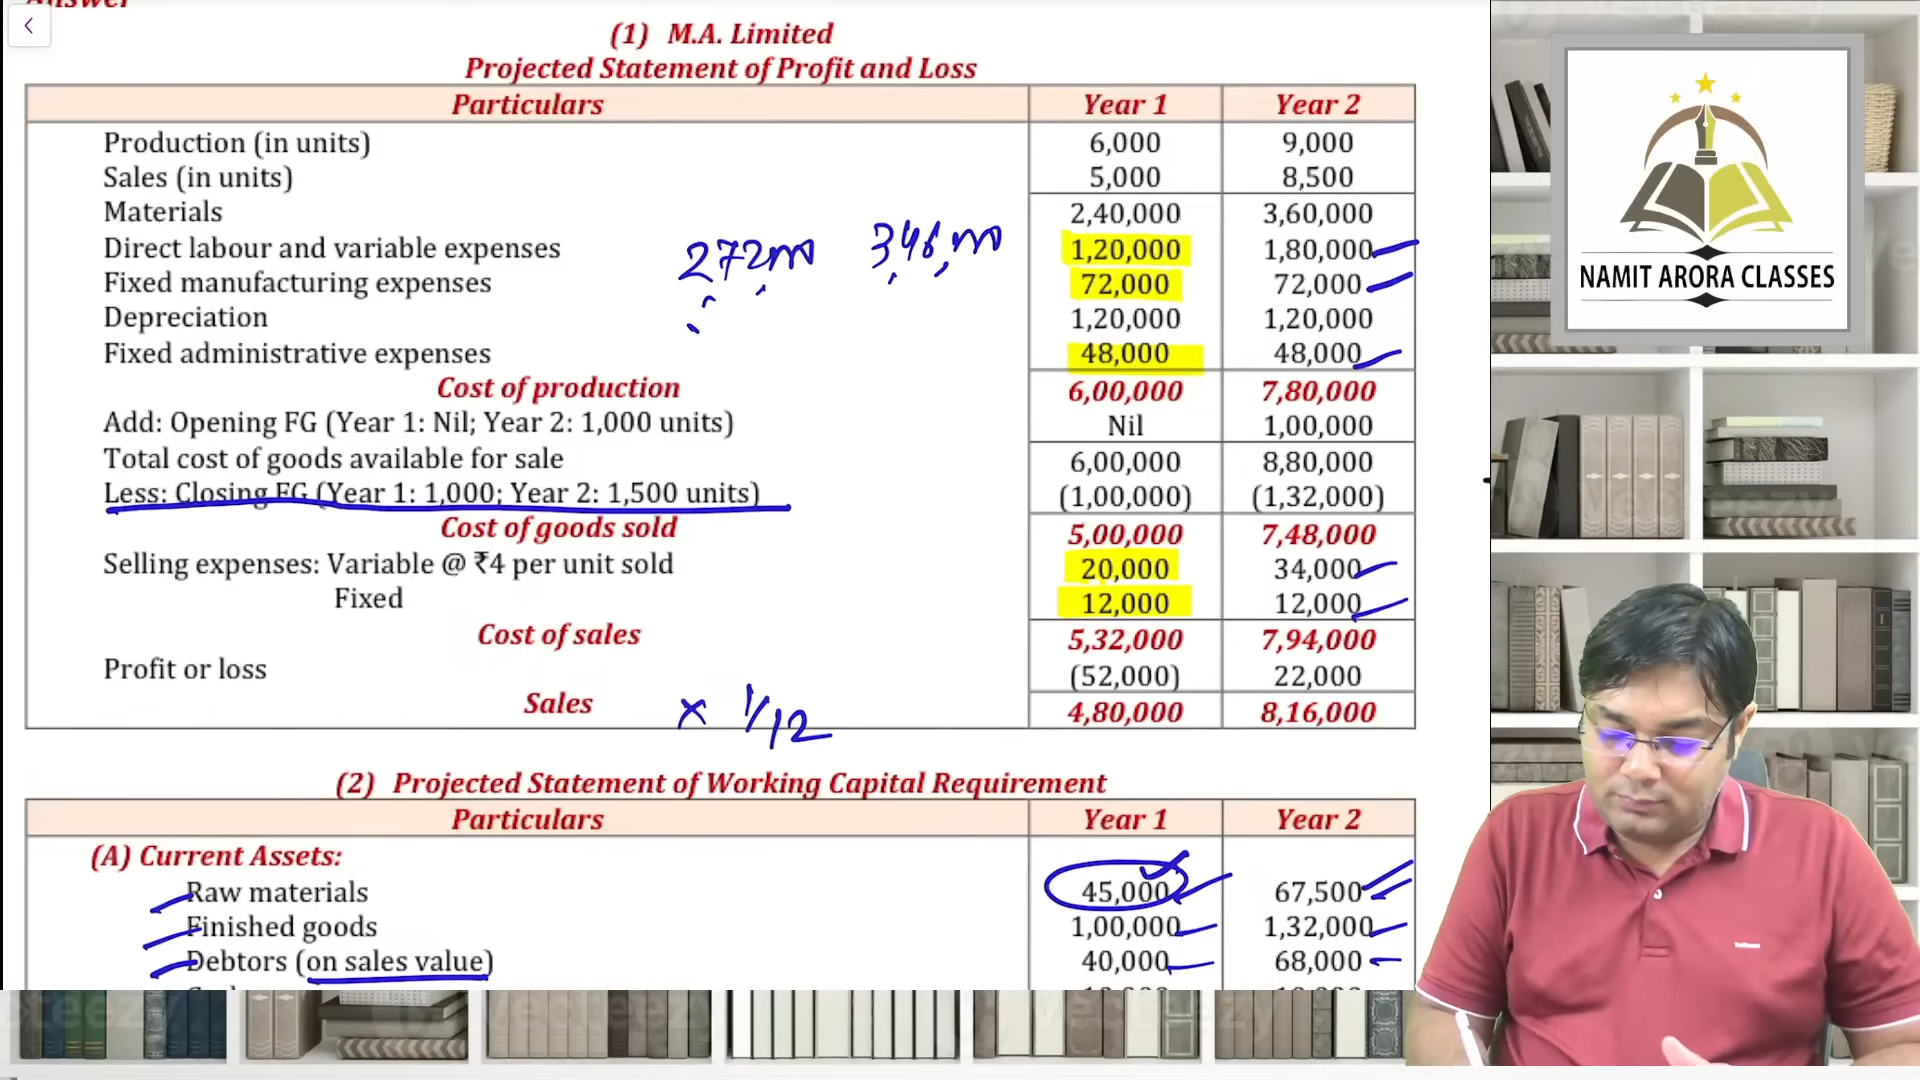 Answer
(1) M.A. Limited
Projected Statement of Profit and Loss
Particulars Year 1 Year 2
Production (in units) 6,000 9,000
Sales (in units) 5,000 8,500
Materials 2,40,000 3,60,000
Direct labour and variable expenses 1,20,000 1,80,000
272m 346,m
Fixed manufacturing expenses 72,000 72,000
Depreciation 1,20,000 1,20,000
Fixed administrative expenses 48,000 48,000
Cost of production 6,00,000 7,80,000
Add: Opening FG (Year 1: Nil; Year 2: 1,000 units) Nil 1,00,000
Total cost of goods available for sale 6,00,000 8,80,000
Less: Closing FG (Year 1: 1,000; Year 2: 1,500 units) (1,00,000) (1,32,000)
Cost of goods sold 5,00,000 7,48,000
Selling expenses: Variable @ ₹4 per unit sold 20,000 34,000
Fixed 12,000 12,000
Cost of sales 5,32,000 7,94,000
Profit or loss (52,000) 22,000
Sales 4,80,000 8,16,000
x 1/12
(2) Projected Statement of Working Capital Requirement
Particulars Year 1 Year 2
(A) Current Assets:
Raw materials 45,000 67,500
Finished goods 1,00,000 1,32,000
Debtors (on sales value) 40,000 68,000
NAMIT ARORA CLASSES